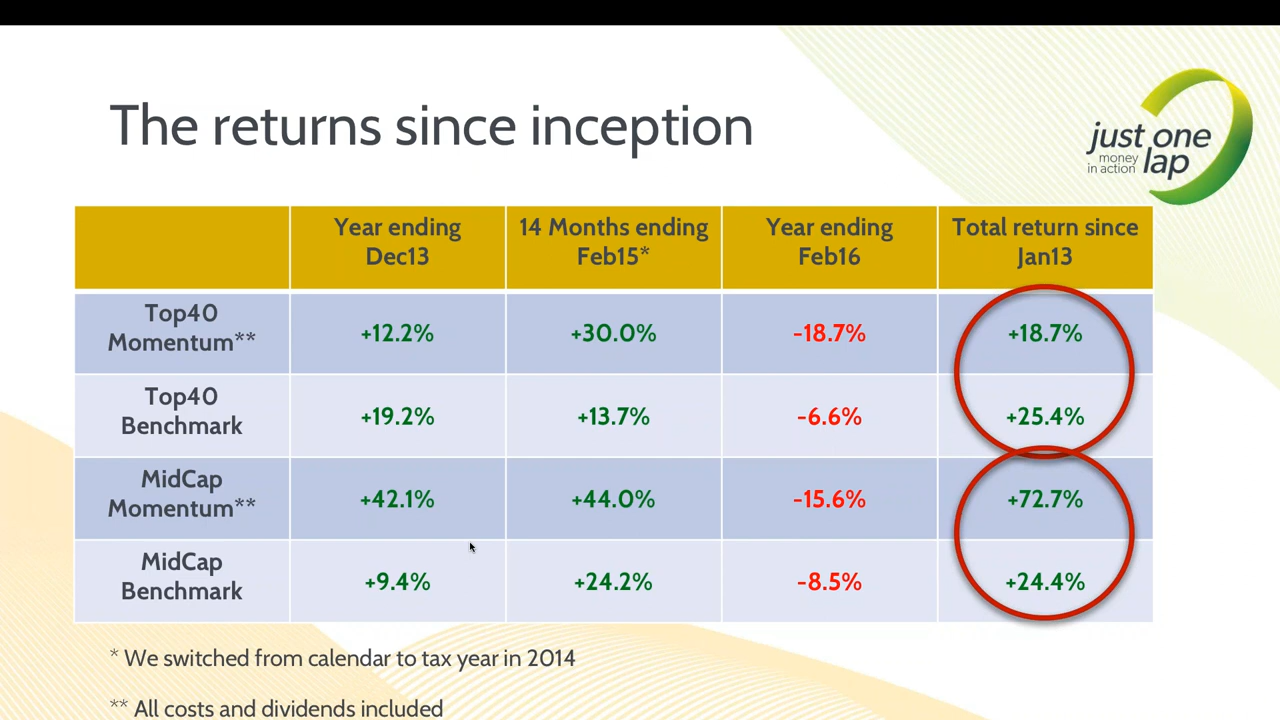 The returns since inception
just one
money
in action lap
Year ending
Dec13
14 Months ending
Feb15*
Year ending
Feb16
Total return since
Jan13
Top40
Momentum**
+12.2%
+30.0%
-18.7%
+18.7%
Top40
Benchmark
+19.2%
+13.7%
-6.6%
+25.4%
MidCap
Momentum**
+42.1%
+44.0%
-15.6%
+72.7%
MidCap
Benchmark
+9.4%
+24.2%
-8.5%
+24.4%
* We switched from calendar to tax year in 2014
** All costs and dividends included